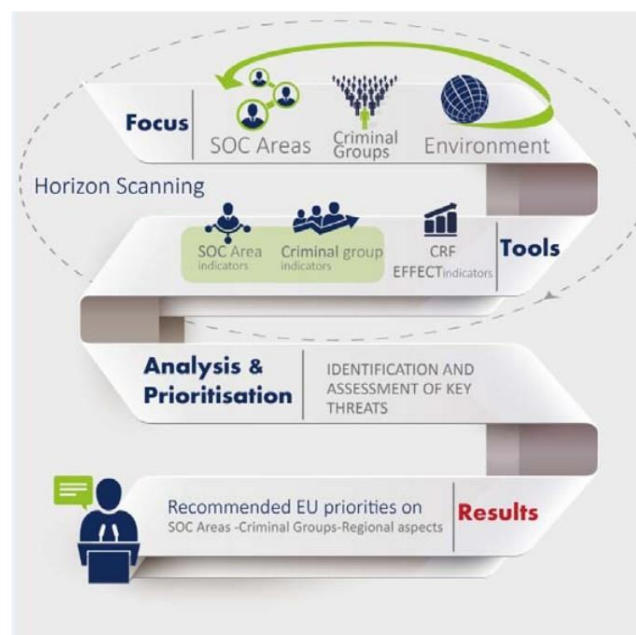 Focus
SOC Areas
Criminal
Groups
Environment
Horizon Scanning
SOC Area
indicators
Criminal group
indicators
CRF
EFFECTindicators
Tools
Analysis &
Prioritisation
IDENTIFICATION AND
ASSESSMENT OF KEY
THREATS
Recommended EU priorities on
SOC Areas -Criminal Groups-Regional aspects
Results